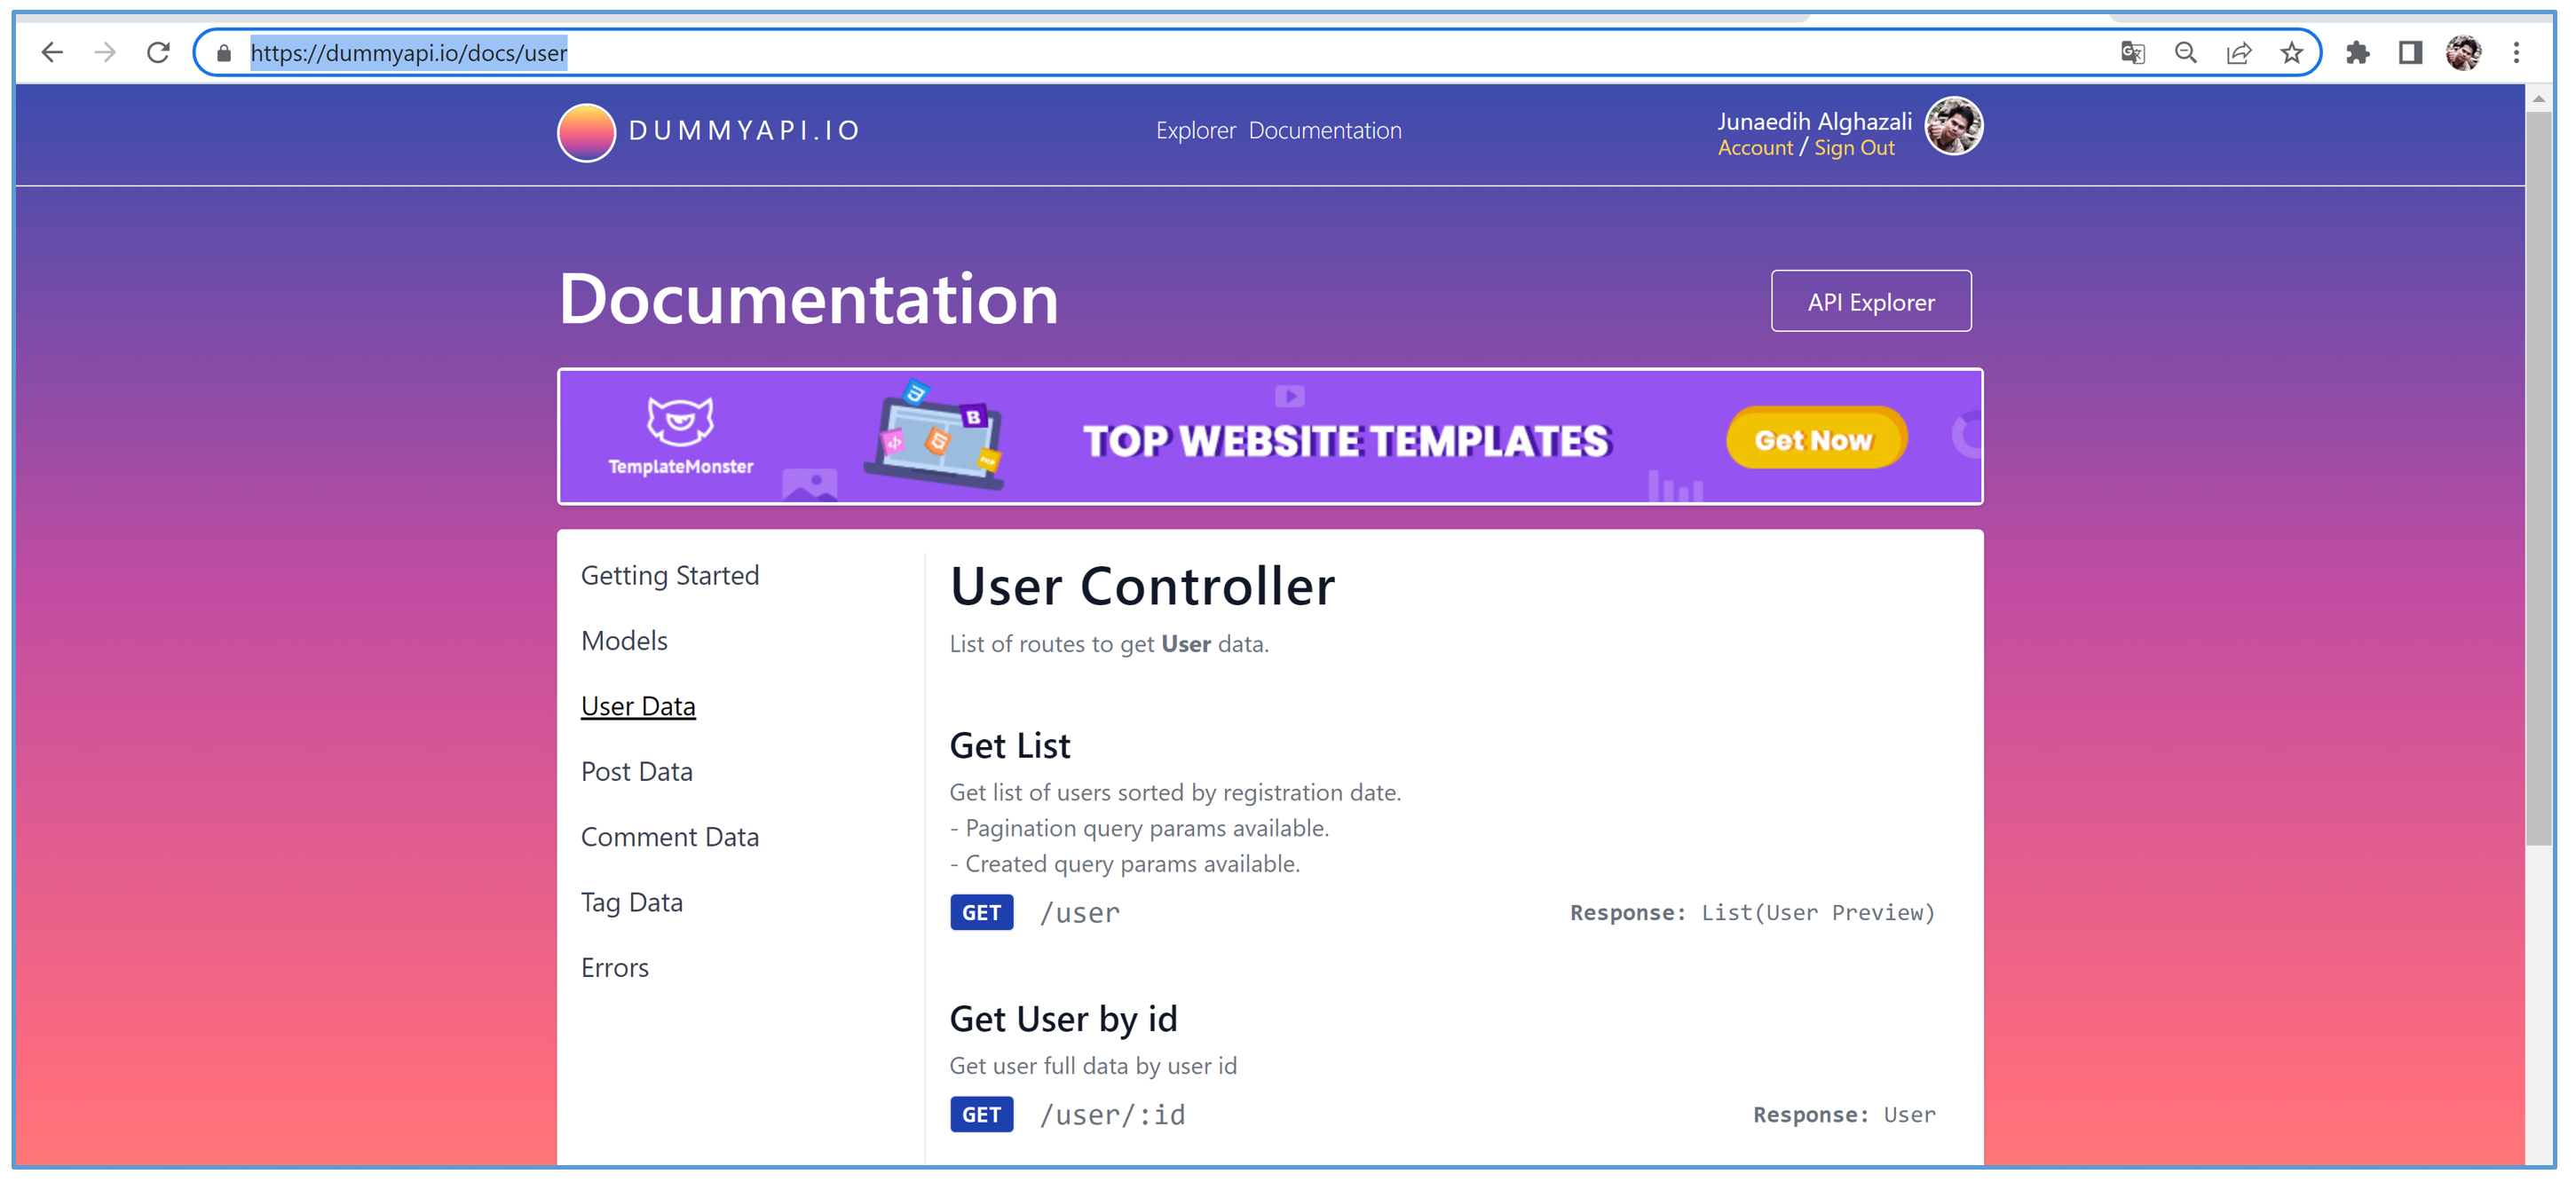 https://dummyapi.io/docs/user
DUMMYAPI.IO
Explorer Documentation
Junaedih Alghazali
Account / Sign Out
Documentation
API Explorer
TemplateMonster
B
TOP WEBSITE TEMPLATES
Get Now
Getting Started
Models
User Data
Post Data
Comment Data
Tag Data
Errors
User Controller
List of routes to get User data.
Get List
Get list of users sorted by registration date.
- Pagination query params available.
- Created query params available.
GET /user Response: List(User Preview)
Get User by id
Get user full data by user id
GET /user/:id Response: User